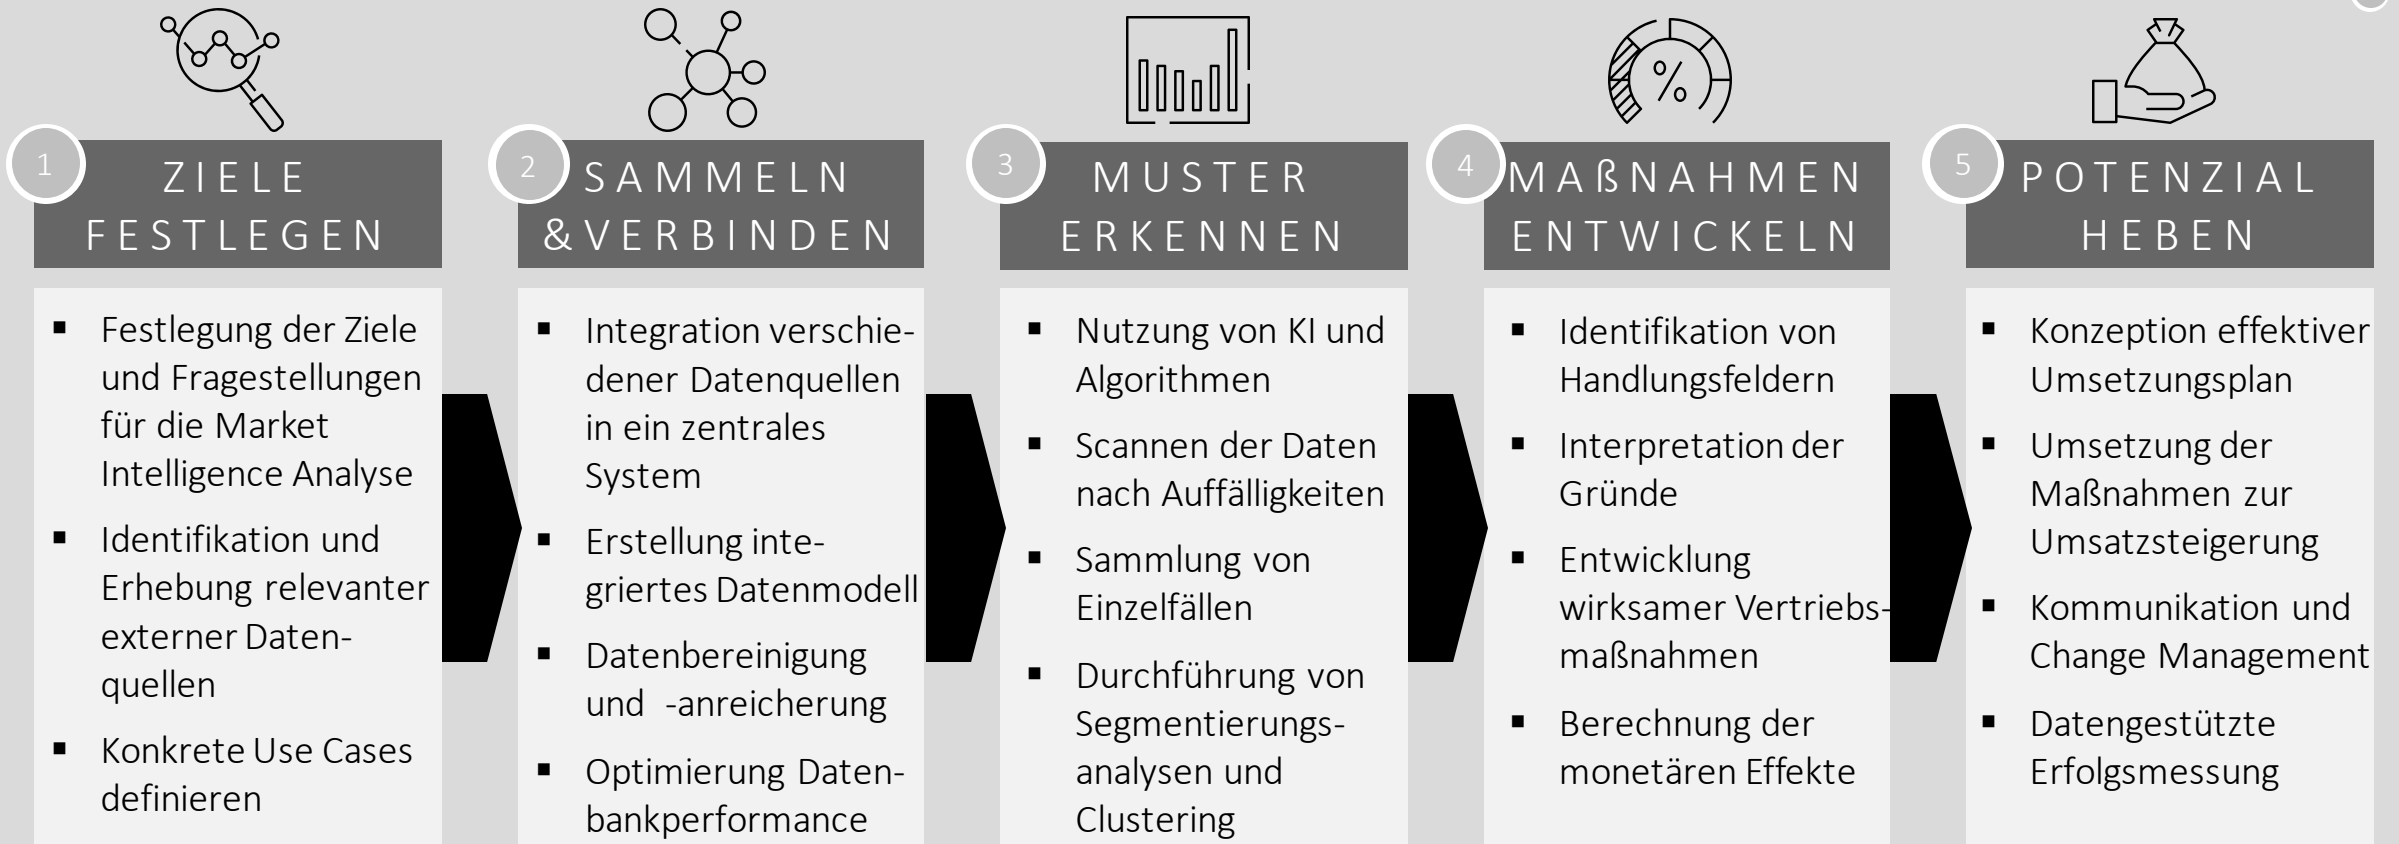 1
ZIELE
FESTLEGEN
▪ Festlegung der Ziele
und Fragestellungen
für die Market
Intelligence Analyse
▪ Identifikation und
Erhebung relevanter
externer Daten-
quellen
▪ Konkrete Use Cases
definieren
2
SAMMELN
&VERBINDEN
▪ Integration verschie-
dener Datenquellen
in ein zentrales
System
▪ Erstellung inte-
griertes Datenmodell
▪ Datenbereinigung
und -anreicherung
▪ Optimierung Daten-
bankperformance
3
MUSTER
ERKENNEN
▪ Nutzung von KI und
Algorithmen
▪ Scannen der Daten
nach Auffälligkeiten
▪ Sammlung von
Einzelfällen
▪ Durchführung von
Segmentierungs-
analysen und
Clustering
%
4
MAßNAHMEN
ENTWICKELN
▪ Identifikation von
Handlungsfeldern
▪ Interpretation der
Gründe
▪ Entwicklung
wirksamer Vertriebs-
maßnahmen
▪ Berechnung der
monetären Effekte
5
POTENZIAL
HEBEN
▪ Konzeption effektiver
Umsetzungsplan
▪ Umsetzung der
Maßnahmen zur
Umsatzsteigerung
▪ Kommunikation und
Change Management
▪ Datengestützte
Erfolgsmessung